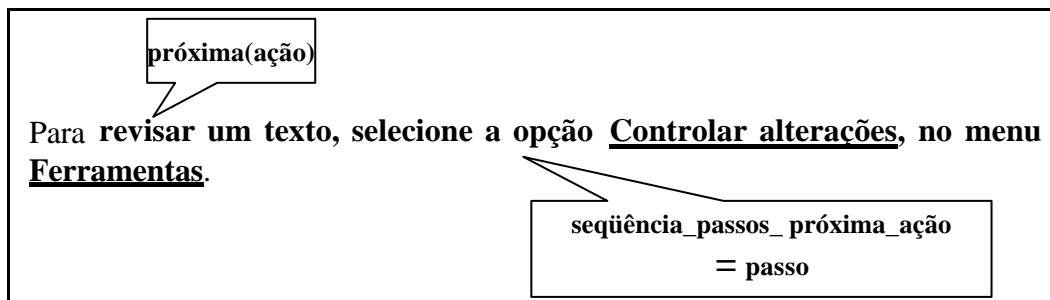 próxima(ação)
Para revisar um texto, selecione a opção Controlar alterações, no menu
Ferramentas.
seqüência_passos_ próxima_ação
= passo